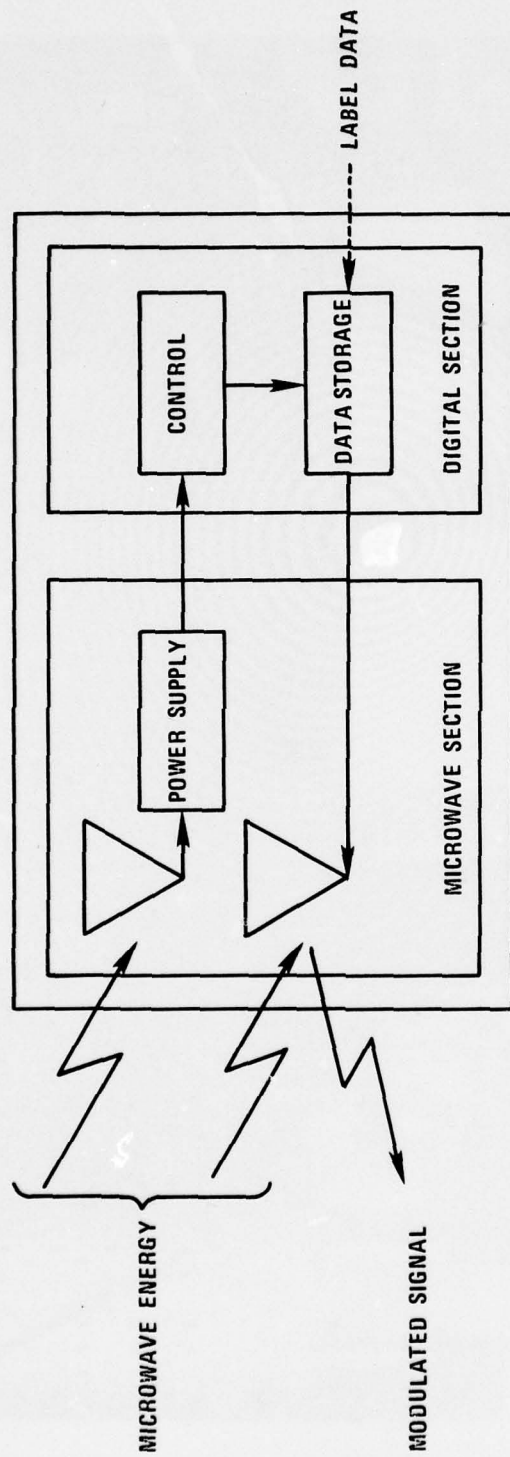 MICROWAVE ENERGY
MODULATED SIGNAL
POWER SUPPLY
MICROWAVE SECTION
CONTROL
DATA STORAGE
DIGITAL SECTION
LABEL DATA